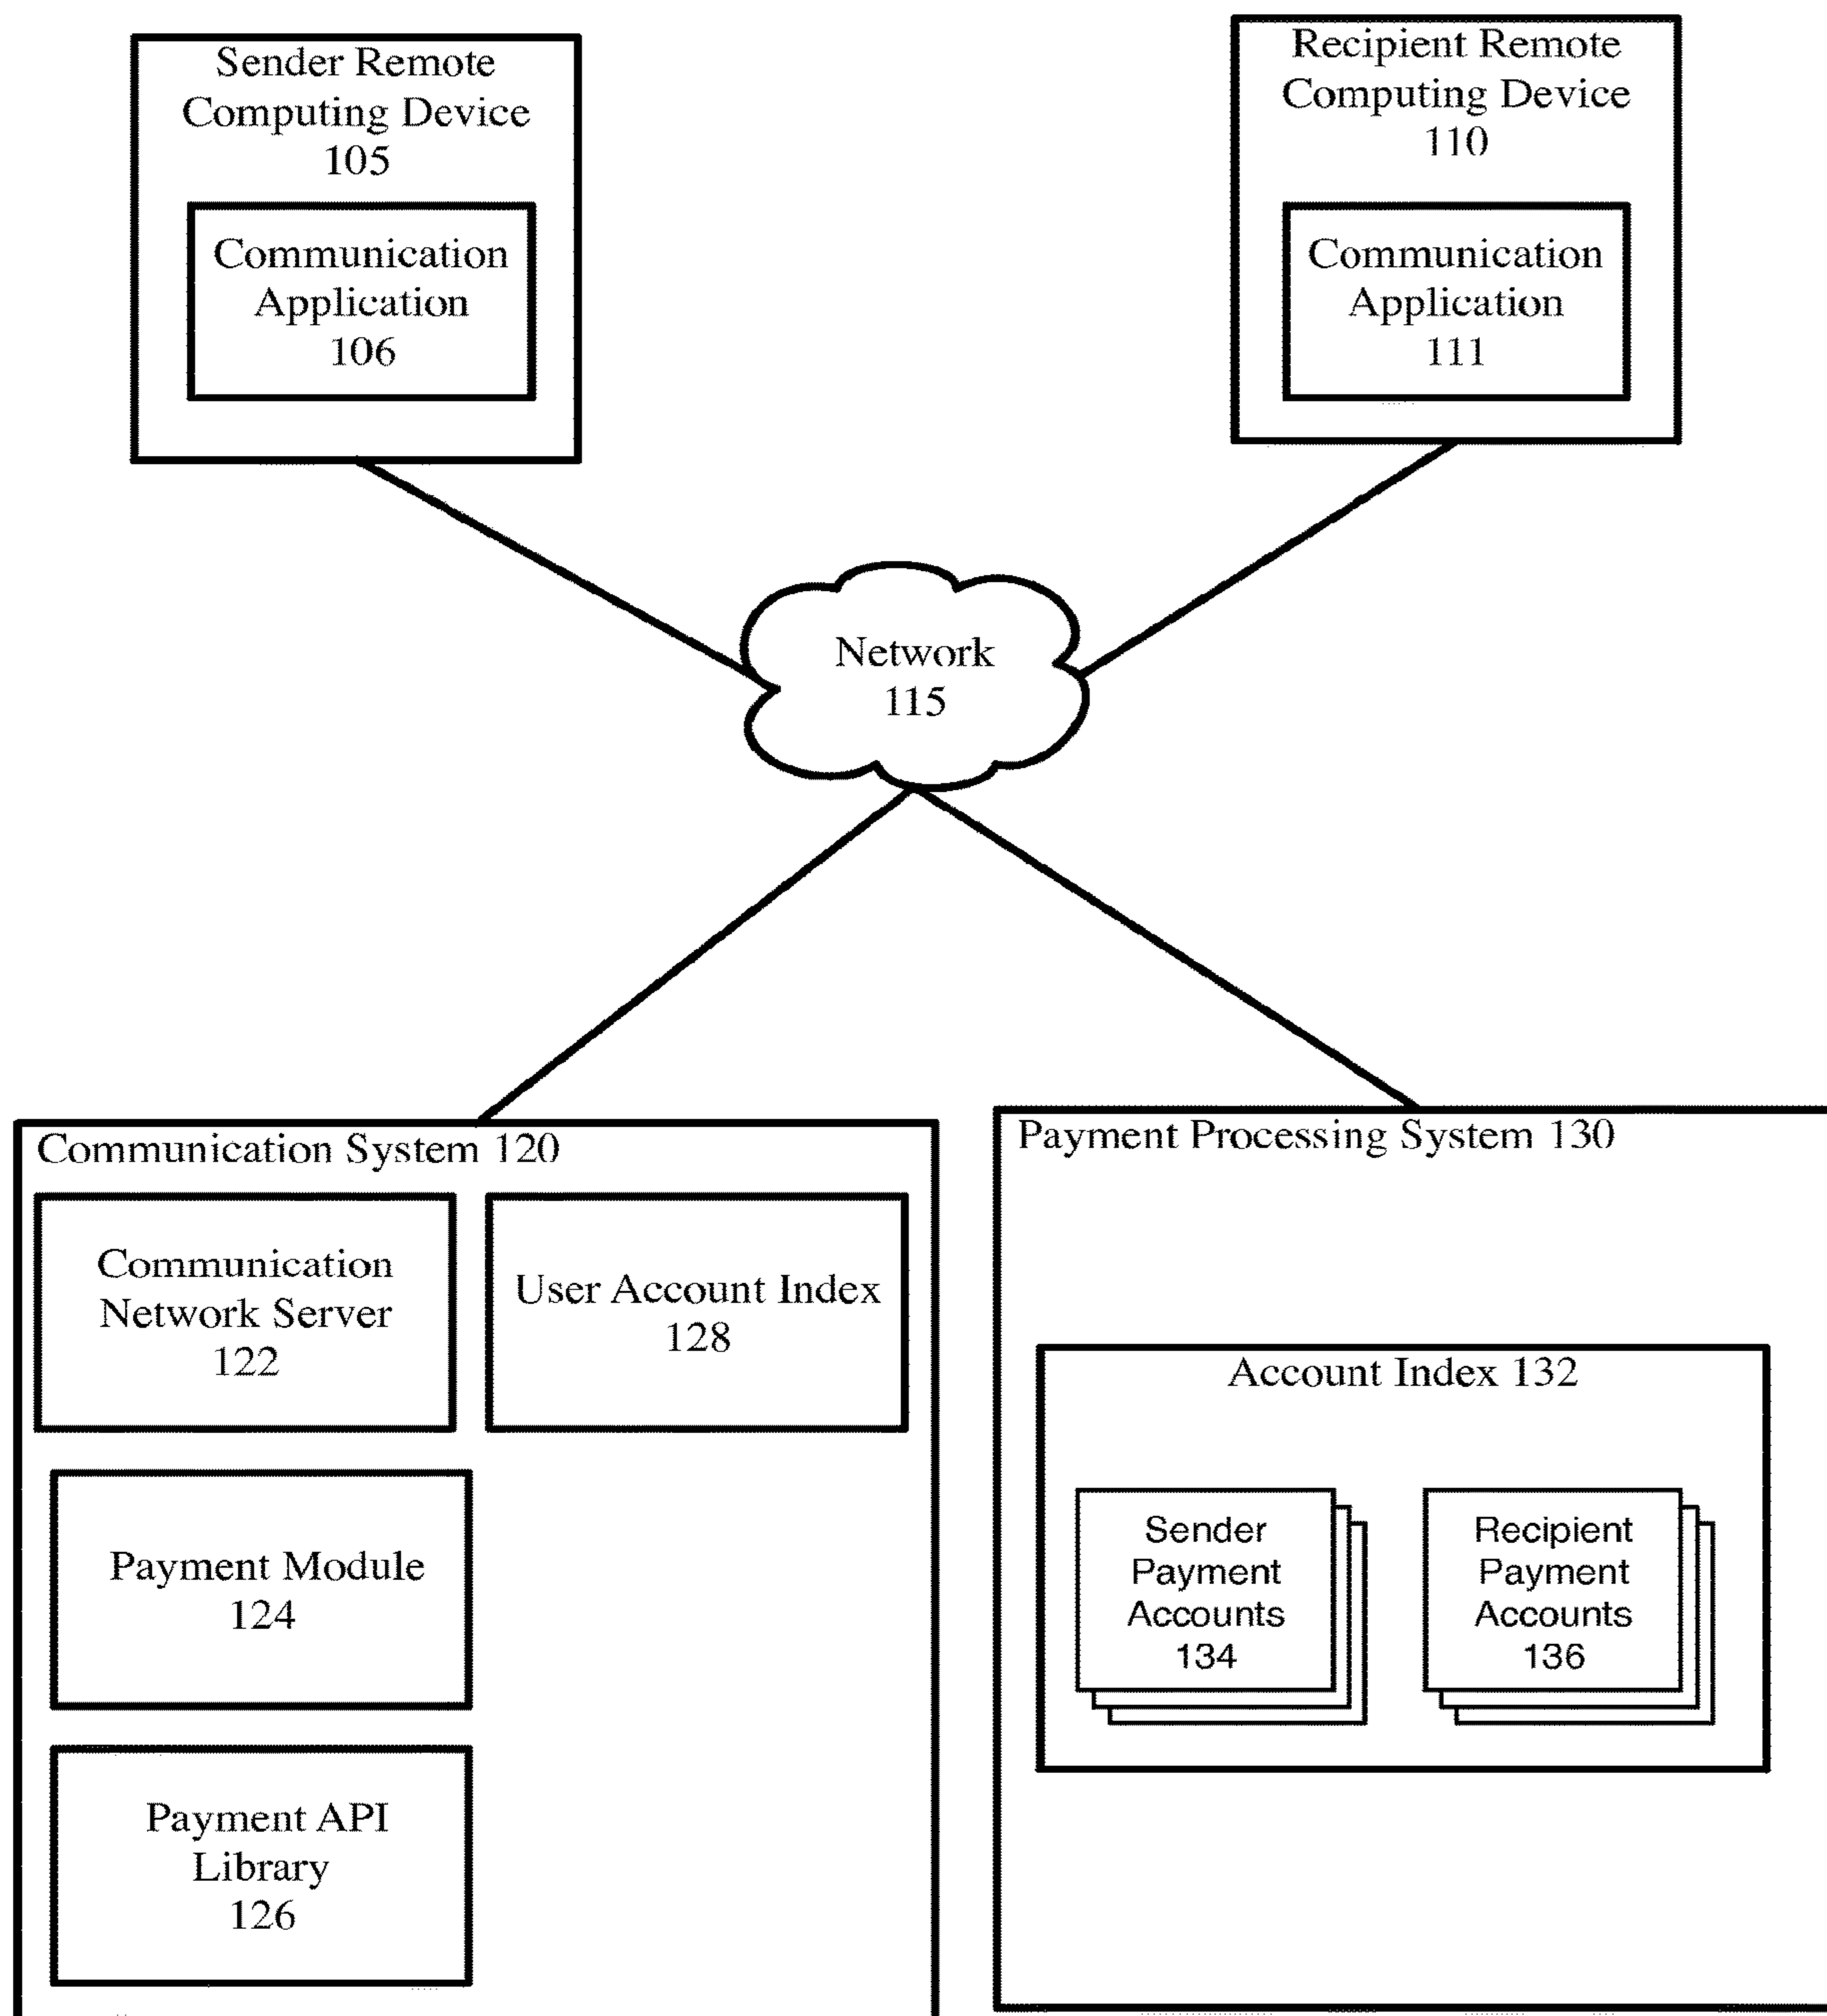 Sender Remote
Computing Device
105
Communication
Application
106
Recipient Remote
Computing Device
110
Communication
Application
111
Network
115
Communication System 120
Communication
Network Server
122
User Account Index
128
Payment Module
124
Payment API
Library
126
Payment Processing System 130
Account Index 132
Sender
Payment
Accounts
134
Recipient
Payment
Accounts
136